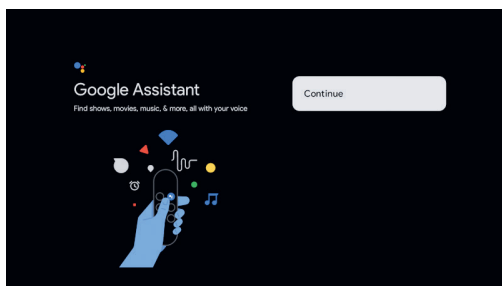 Google Assistant
Find shows, movies, music, & more, all with your voice
Continue